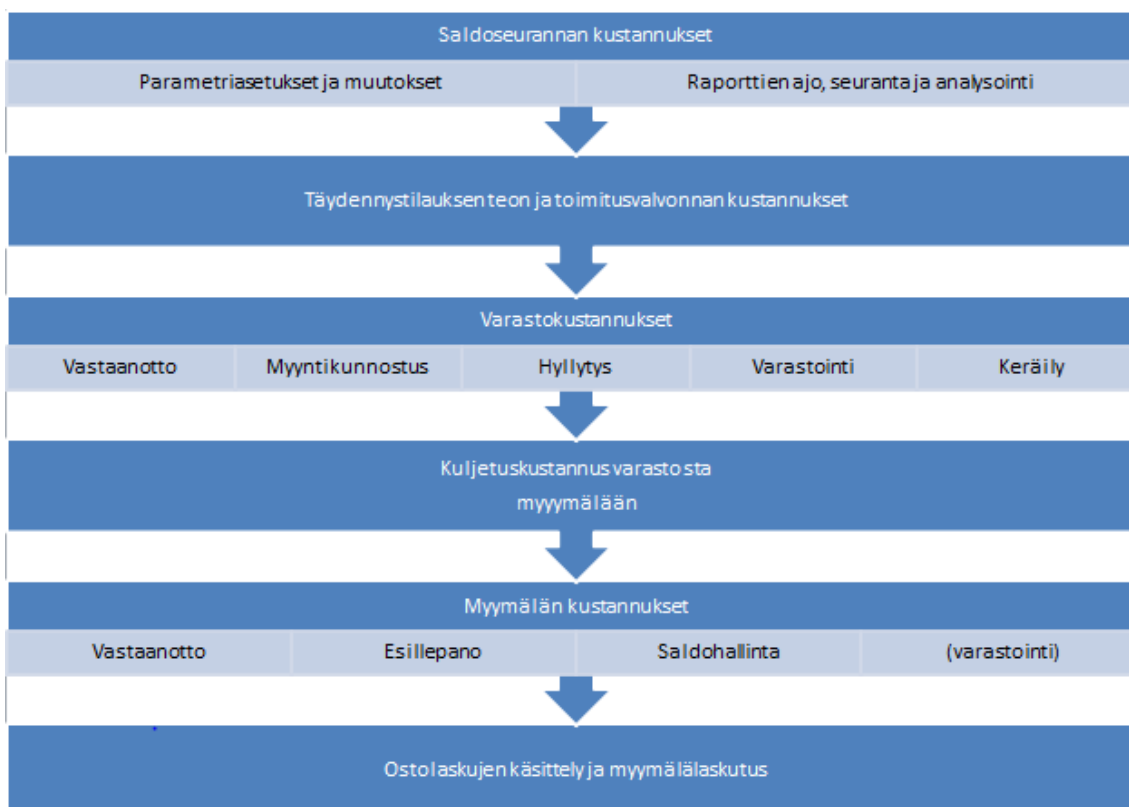 Saldoseurannan kustannukset
Parametriasetukset ja muutokset
Raporttien ajo, seuranta ja analysointi
Täydennystilauksen teon ja toimitusvalvonnan kustannukset
Varastokustannukset
Vastaanotto
Myyntikunnostus
Hyllytys
Varastointi
Keräily
Kuljetuskustannus varastosta
myyymälään
Myymälän kustannukset
Vastaanotto
Esillepano
Saldohallinta
(varastointi)
Ostolaskujen käsittely ja myymälälaskutus